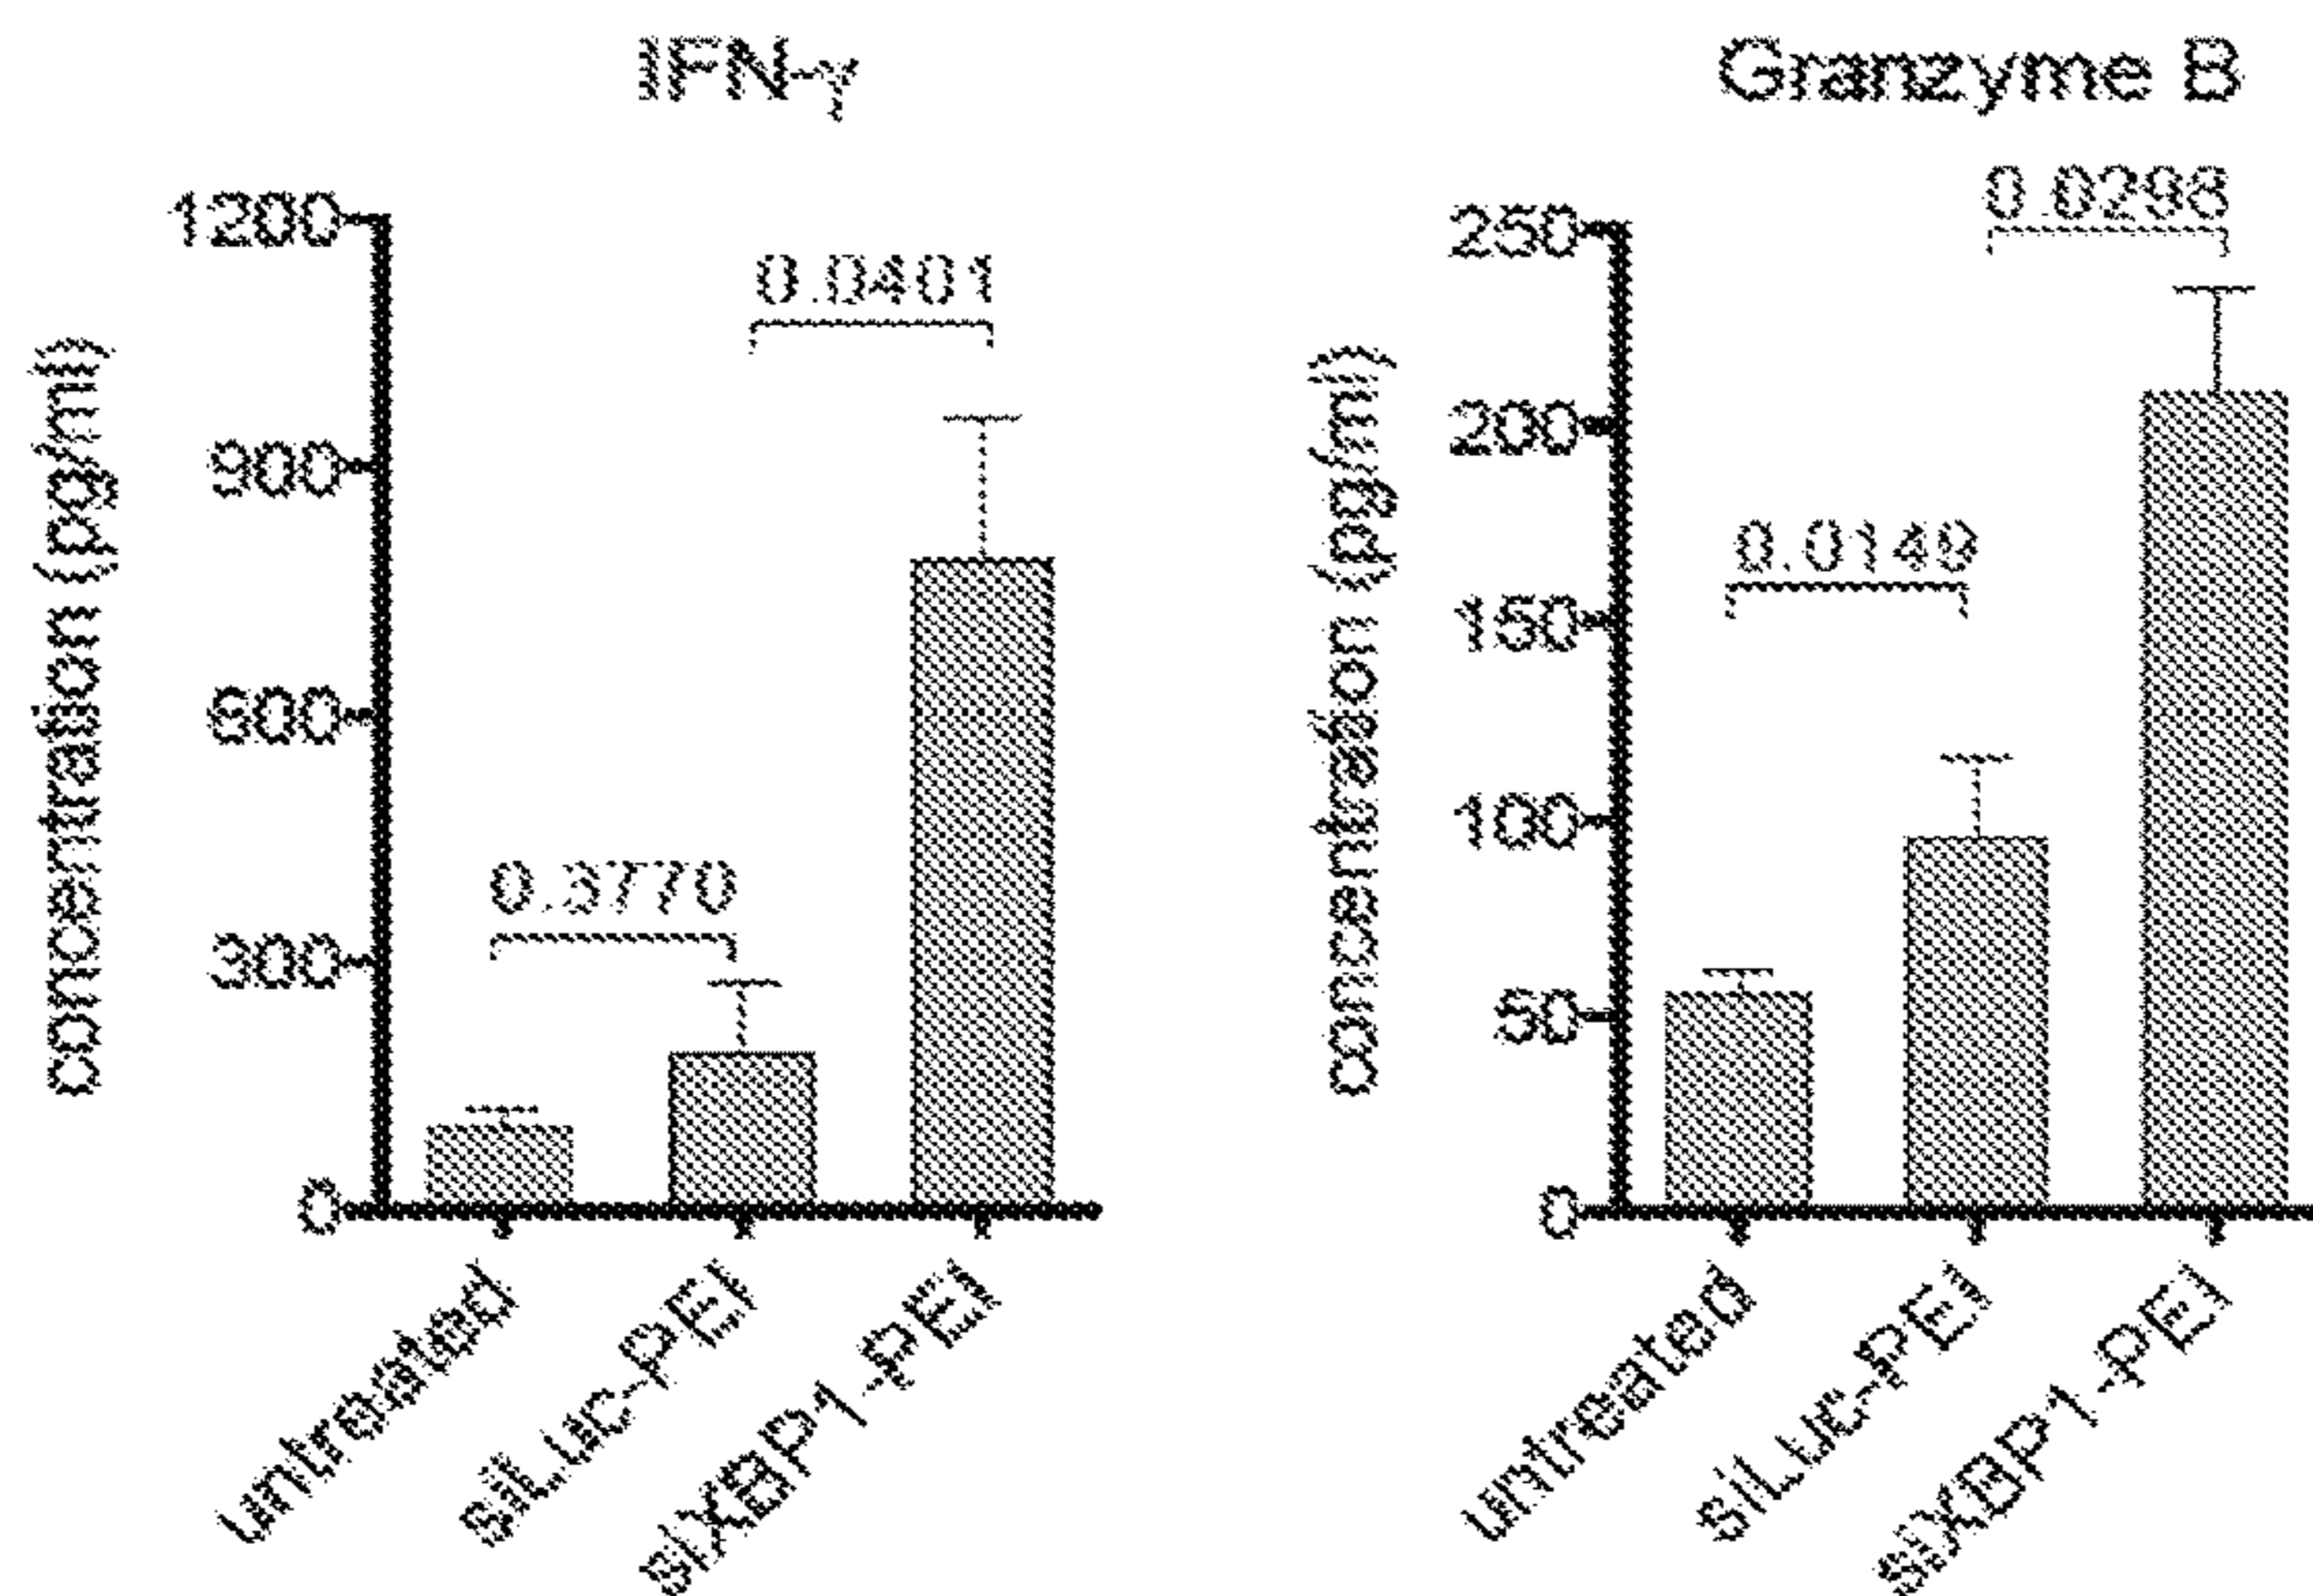 IFN-γ
1200
900
600
300
0
concentration (pg/ml)
0.3770
0.0401
untreated
siLuc-PEI
siXBP1-PEI
Granzyme B
250
200
150
100
50
0
concentration (pg/ml)
0.0149
0.0298
untreated
siLuc-PEI
siXBP1-PEI